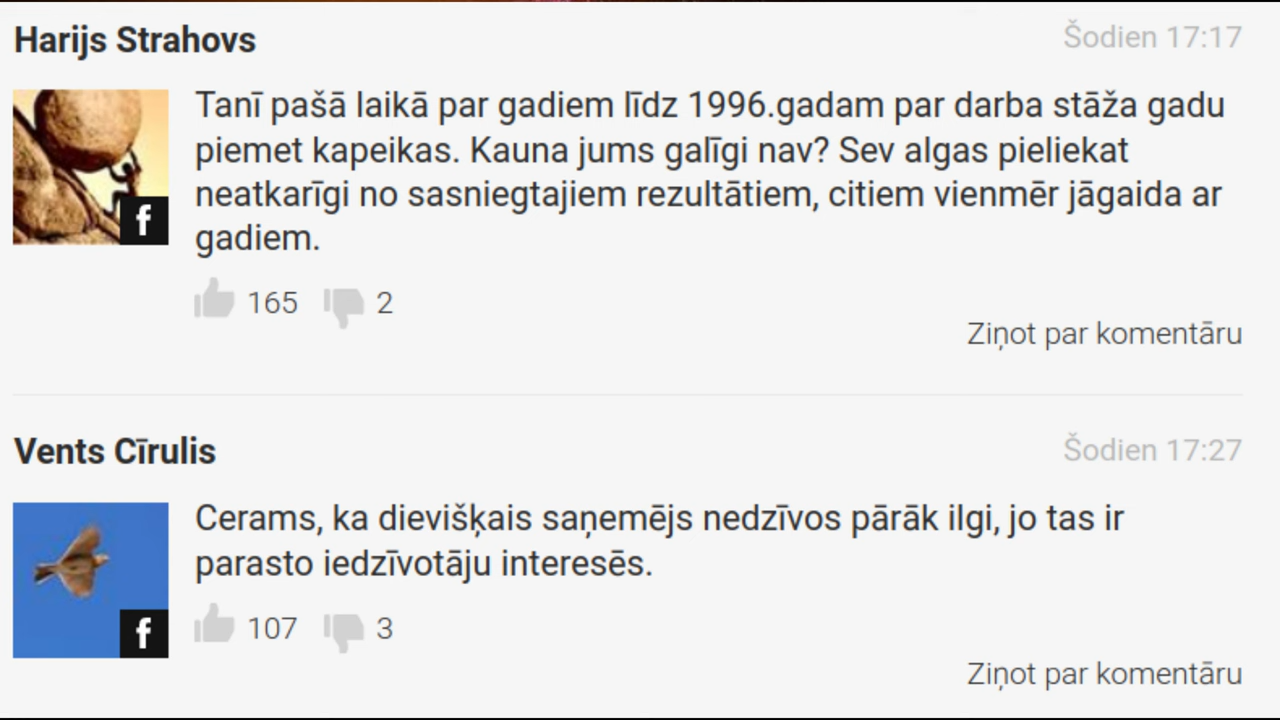 Harijs Strahovs
Šodien 17:17
Tanī pašā laikā par gadiem līdz 1996.gadam par darba stāža gadu
piemet kapeikas. Kauna jums galīgi nav? Sev algas pieliekat
neatkarīgi no sasniegtajiem rezultātiem, citiem vienmēr jāgaida ar
gadiem.
165 2
Ziņot par komentāru
Vents Cīrulis
Šodien 17:27
Cerams, ka dievišķais saņemējs nedzīvos pārāk ilgi, jo tas ir
parasto iedzīvotāju interesēs.
107 3
Ziņot par komentāru